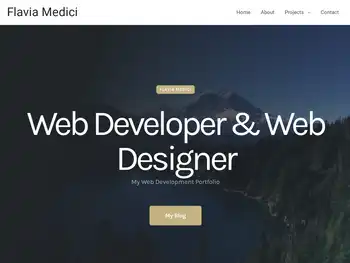 Flavia Medici
Home About Projects Contact
FLAVIA MEDICI
Web Developer & Web
Designer
My Web Development Portfolio
My Blog